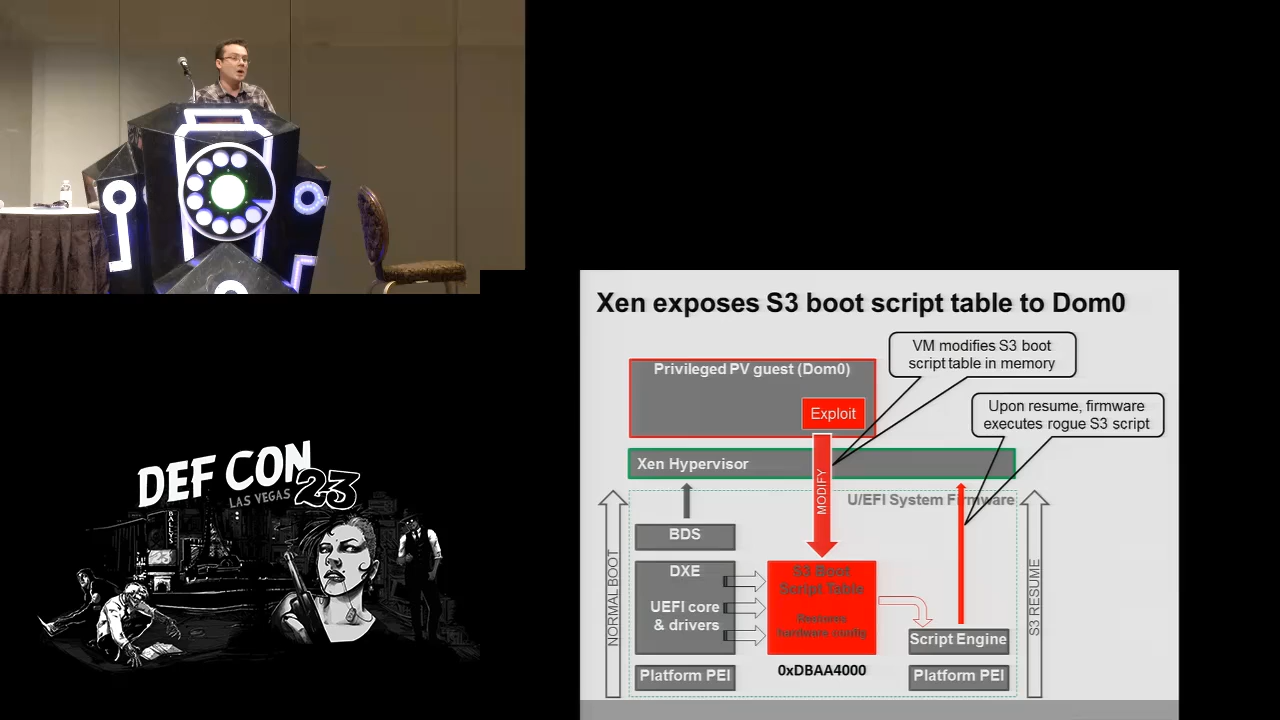 DEF CON 23
LAS VEGAS
BALLYS
23
Xen exposes S3 boot script table to Dom0
VM modifies S3 boot
script table in memory
Privileged PV guest (Dom0)
Exploit
Upon resume, firmware
executes rogue S3 script
Xen Hypervisor
MODIFY
U/EFI System Firmware
NORMAL BOOT
BDS
DXE
UEFI core
& drivers
Platform PEI
S3 Boot
Script Table
Restores
hardware config
0xDBAA4000
Script Engine
Platform PEI
S3 RESUME